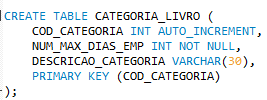 CREATE TABLE CATEGORIA_LIVRO (
    COD_CATEGORIA INT AUTO_INCREMENT,
    NUM_MAX_DIAS_EMP INT NOT NULL,
    DESCRICAO_CATEGORIA VARCHAR(30),
    PRIMARY KEY (COD_CATEGORIA)
);